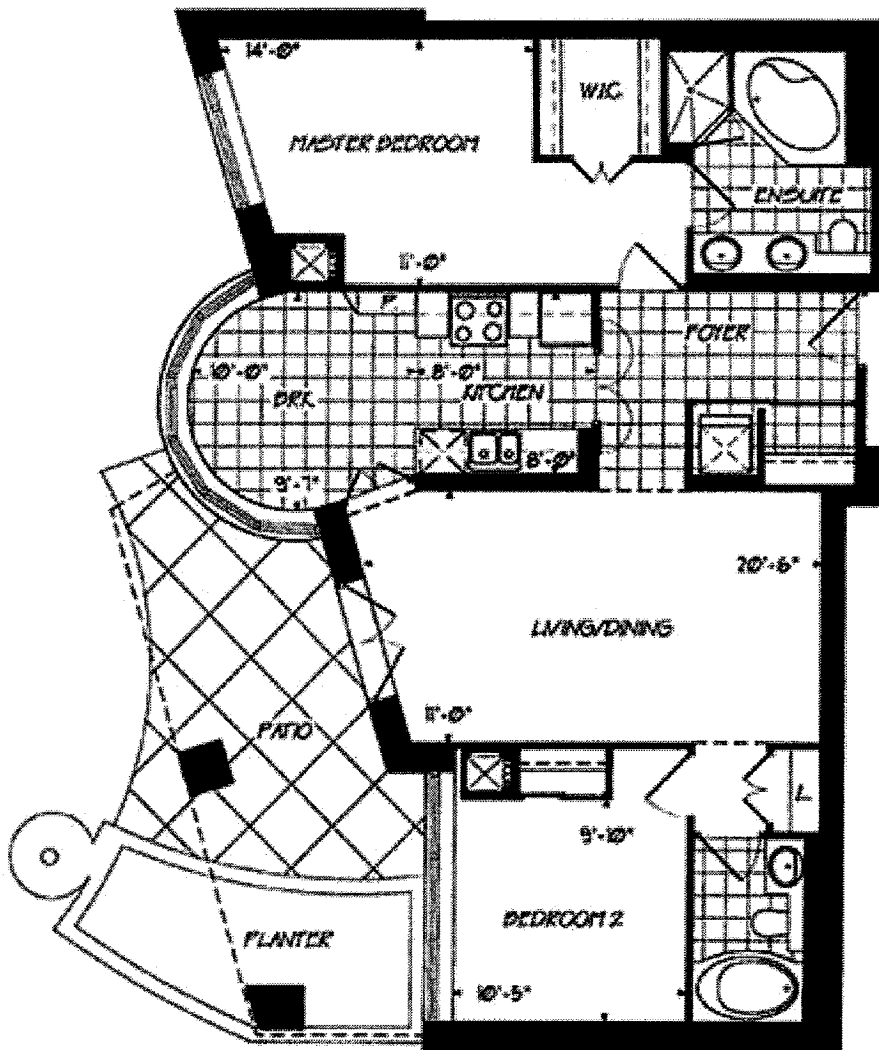 14'-0"
W.I.C.
MASTER BEDROOM
ENSUITE
11'-0"
P
FOYER
10'-0"
8'-0"
BRK.
KITCHEN
8'-0"
9'-7"
20'-6"
LIVING/DINING
11'-0"
PATIO
L
9'-10"
BEDROOM 2
PLANTER
10'-5"